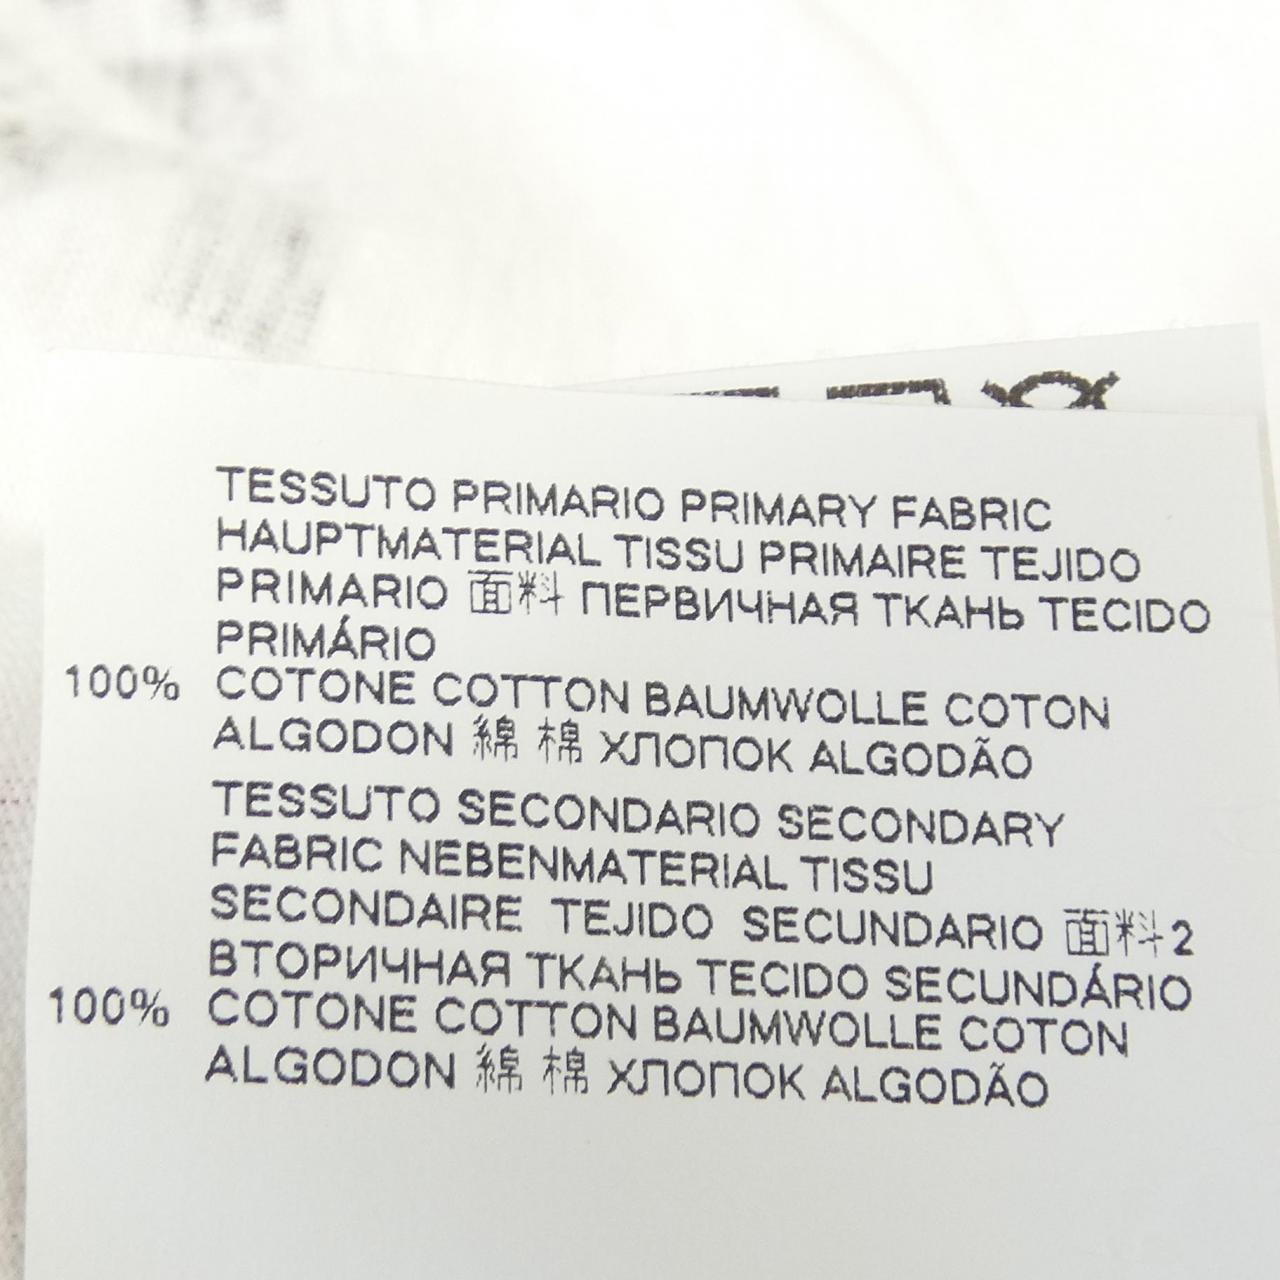 TESSUTO PRIMARIO PRIMARY FABRIC
HAUPTMATERIAL TISSU PRIMAIRE TEJIDO
PRIMARIO 面料 ПЕРВИЧНАЯ ТКАНЬ TECIDO
PRIMÁRIO
100% COTONE COTTON BAUMWOLLE COTON
ALGODON 綿 棉 ХЛОПОК ALGODÃO
TESSUTO SECONDARIO SECONDARY
FABRIC NEBENMATERIAL TISSU
SECONDAIRE TEJIDO SECUNDARIO 面料2
ВТОРИЧНАЯ ТКАНЬ TECIDO SECUNDÁRIO
100% COTONE COTTON BAUMWOLLE COTON
ALGODON 綿 棉 ХЛОПОК ALGODÃO